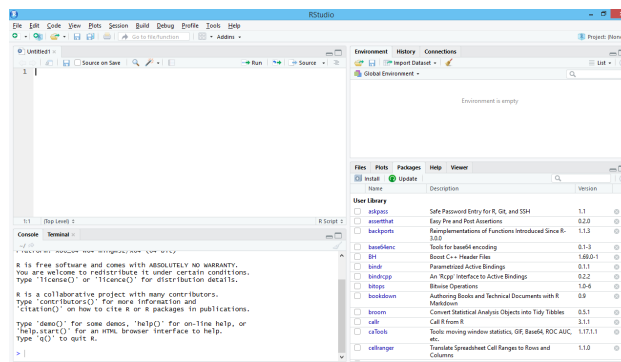 RStudio
File Edit Code View Plots Session Build Debug Profile Tools Help
Go to file/function Addins Project: (None
Untitled1
Source on Save Run Source
1
1:1 (Top Level) R Script
Console Terminal
R is free software and comes with ABSOLUTELY NO WARRANTY.
You are welcome to redistribute it under certain conditions.
Type 'license()' or 'licence()' for distribution details.
R is a collaborative project with many contributors.
Type 'contributors()' for more information and
'citation()' on how to cite R or R packages in publications.
Type 'demo()' for some demos, 'help()' for on-line help, or
'help.start()' for an HTML browser interface to help.
Type 'q()' to quit R.
>
Environment History Connections
Import Dataset List
Global Environment
Environment is empty
Files Plots Packages Help Viewer
Install Update
Name Description Version
User Library
askpass Safe Password Entry for R, Git, and SSH 1.1
assertthat Easy Pre and Post Assertions 0.2.0
backports Reimplementations of Functions Introduced Since R- 1.1.3
3.0.0
base64enc Tools for base64 encoding 0.1-3
BH Boost C++ Header Files 1.69.0-1
bindr Parametrized Active Bindings 0.1.1
bindrcpp An 'Rcpp' Interface to Active Bindings 0.2.2
bitops Bitwise Operations 1.0-6
bookdown Authoring Books and Technical Documents with R 0.9
Markdown
broom Convert Statistical Analysis Objects into Tidy Tibbles 0.5.1
callr Call R from R 3.1.1
caTools Tools: moving window statistics, GIF, Base64, ROC AUC, 1.17.1.1
etc.
cellranger Translate Spreadsheet Cell Ranges to Rows and 1.1.0
Columns